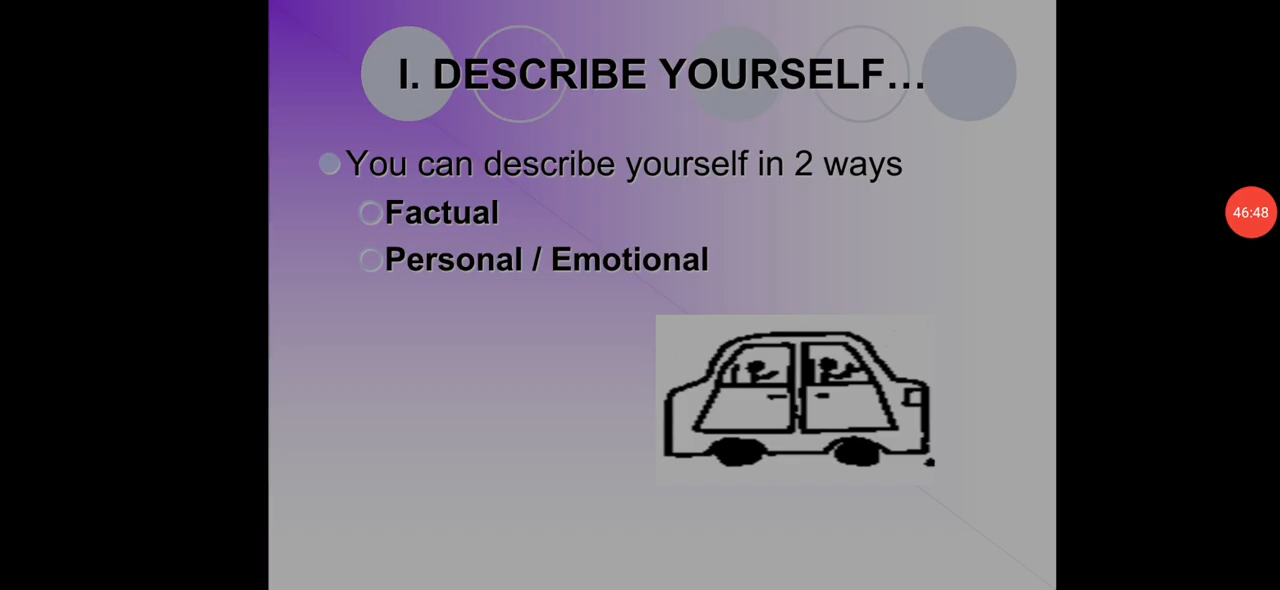 I. DESCRIBE YOURSELF…
You can describe yourself in 2 ways
Factual
Personal / Emotional
46:48